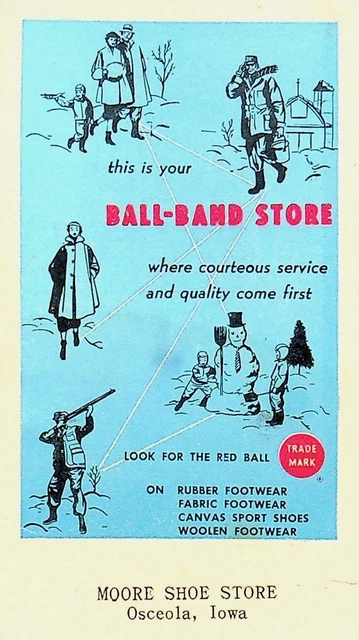 this is your
BALL-BAND STORE
where courteous service
and quality come first
LOOK FOR THE RED BALL
TRADE
MARK
®
ON RUBBER FOOTWEAR
FABRIC FOOTWEAR
CANVAS SPORT SHOES
WOOLEN FOOTWEAR
MOORE SHOE STORE
Osceola, Iowa